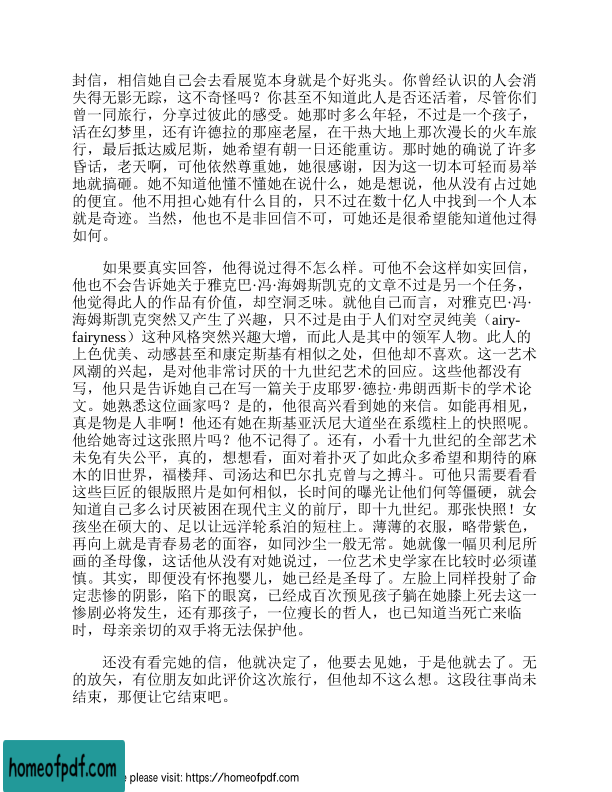 封信，相信她自己会去看展览本身就是个好兆头。你曾经认识的人会消
失得无影无踪，这不奇怪吗？你甚至不知道此人是否还活着，尽管你们
曾一同旅行，分享过彼此的感受。她那时多么年轻，不过是一个孩子，
活在幻梦里，还有许德拉的那座老屋，在干热大地上那次漫长的火车旅
行，最后抵达威尼斯，她希望有朝一日还能重访。那时她的确说了许多
昏话，老天啊，可他依然尊重她，她很感谢，因为这一切本可轻而易举
地就搞砸。她不知道他懂不懂她在说什么，她是想说，他从没有占过她
的便宜。他不用担心她有什么目的，只不过在数十亿人中找到一个人本
就是奇迹。当然，他也不是非回信不可，可她还是很希望能知道他过得
如何。
如果要真实回答，他得说过得不怎么样。可他不会这样如实回信，
他也不会告诉她关于雅克巴·冯·海姆斯凯克的文章不过是另一个任务，
他觉得此人的作品有价值，却空洞乏味。就他自己而言，对雅克巴·冯·
海姆斯凯克突然又产生了兴趣，只不过是由于人们对空灵纯美（airy-
fairyness）这种风格突然兴趣大增，而此人是其中的领军人物。此人的
上色优美、动感甚至和康定斯基有相似之处，但他却不喜欢。这一艺术
风潮的兴起，是对他非常讨厌的十九世纪艺术的回应。这些他都没有
写，他只是告诉她自己在写一篇关于皮耶罗·德拉·弗朗西斯卡的学术论
文。她熟悉这位画家吗？是的，他很高兴看到她的来信。如能再相见，
真是物是人非啊！他还有她在斯基亚沃尼大道坐在系缆柱上的快照呢。
他给她寄过这张照片吗？他不记得了。还有，小看十九世纪的全部艺术
未免有失公平，真的，想想看，面对着扑灭了如此众多希望和期待的麻
木的旧世界，福楼拜、司汤达和巴尔扎克曾与之搏斗。可他只需要看看
这些巨匠的银版照片是如何相似，长时间的曝光让他们何等僵硬，就会
知道自己多么讨厌被困在现代主义的前厅，即十九世纪。那张快照！女
孩坐在硕大的、足以让远洋轮系泊的短柱上。薄薄的衣服，略带紫色，
再向上就是青春易老的面容，如同沙尘一般无常。她就像一幅贝利尼所
画的圣母像，这话他从没有对她说过，一位艺术史学家在比较时必须谨
慎。其实，即便没有怀抱婴儿，她已经是圣母了。左脸上同样投射了命
定悲惨的阴影，陷下的眼窝，已经成百次预见孩子躺在她膝上死去这一
惨剧必将发生，还有那孩子，一位瘦长的哲人，也已知道当死亡来临
时，母亲亲切的双手将无法保护他。
还没有看完她的信，他就决定了，他要去见她，于是他就去了。无
的放矢，有位朋友如此评价这次旅行，但他却不这么想。这段往事尚未
结束，那便让它结束吧。
homeofpdf.com
please visit: https://homeofpdf.com